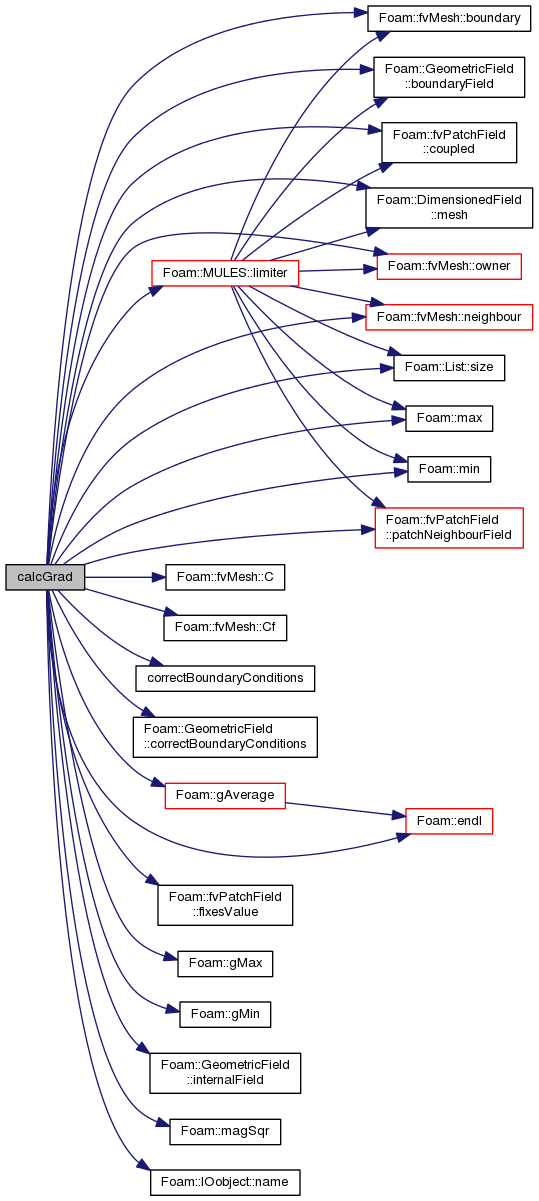 Foam::fvMesh::boundary
Foam::GeometricField
::boundaryField
Foam::fvPatchField
::coupled
Foam::DimensionedField
::mesh
Foam::fvMesh::owner
Foam::MULES::limiter
Foam::fvMesh::neighbour
Foam::List::size
Foam::max
Foam::min
Foam::fvPatchField
::patchNeighbourField
calcGrad
Foam::fvMesh::C
Foam::fvMesh::Cf
correctBoundaryConditions
Foam::GeometricField
::correctBoundaryConditions
Foam::gAverage
Foam::endl
Foam::fvPatchField
::fixesValue
Foam::gMax
Foam::gMin
Foam::GeometricField
::internalField
Foam::magSqr
Foam::IOobject::name